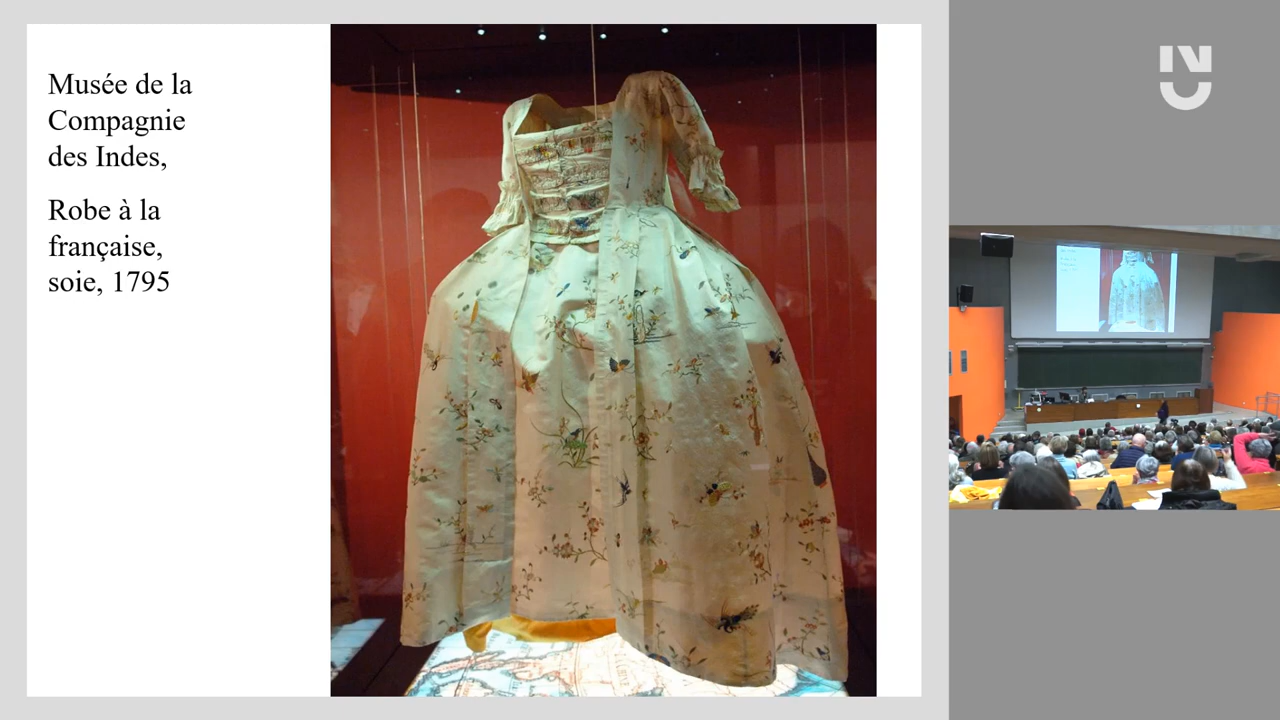 Musée de la
Compagnie
des Indes,
Robe à la
française,
soie, 1795